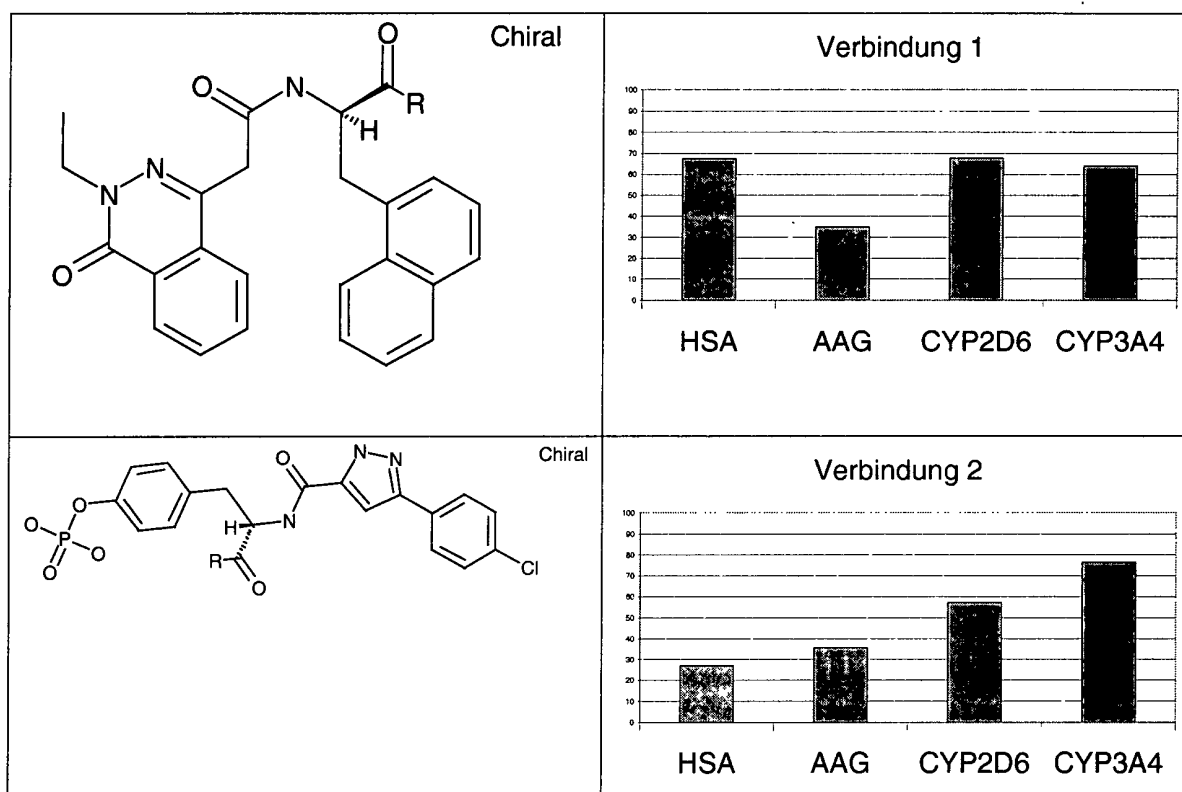 Chiral
O
O
N
R
H
N
N
O
Verbindung 1
100
90
80
70
60
50
40
30
20
10
0
HSA AAG CYP2D6 CYP3A4
Chiral
O
N
N
O
H
N
H
O
P
O
O
R
O
Cl
Verbindung 2
100
90
80
70
60
50
40
30
20
10
0
HSA AAG CYP2D6 CYP3A4